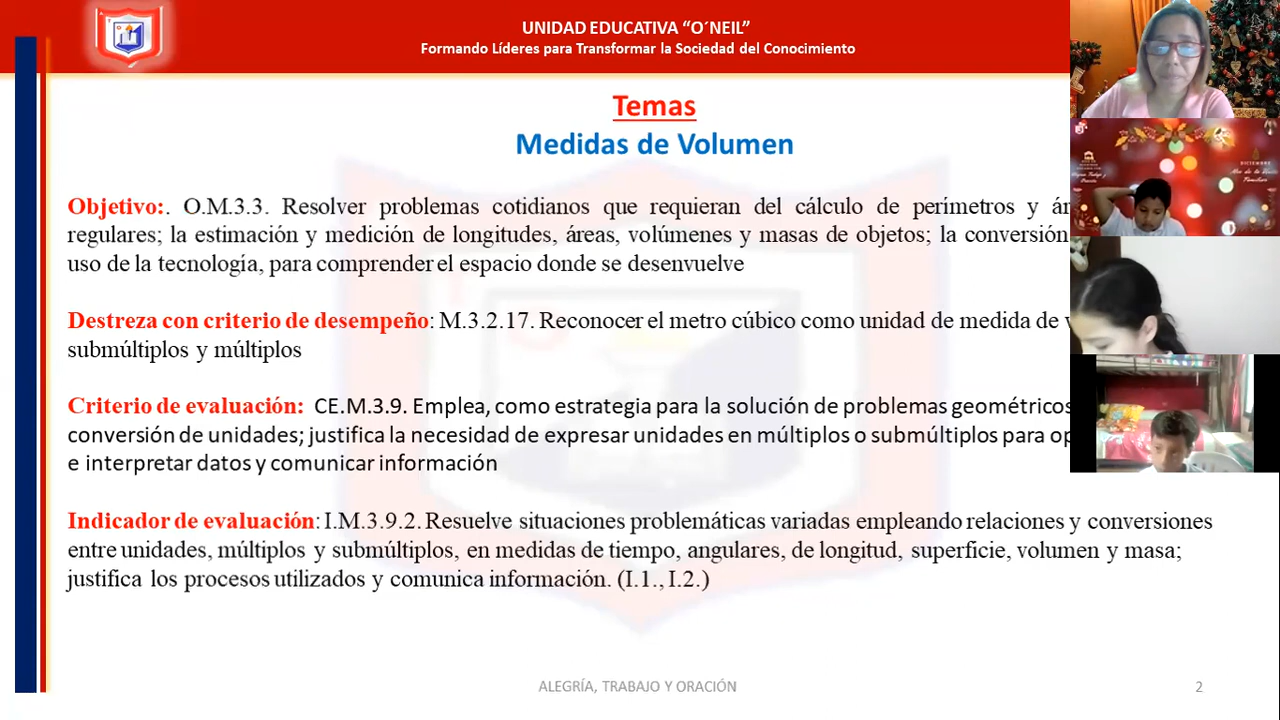 UNIDAD EDUCATIVA “O´NEIL”
Formando Líderes para Transformar la Sociedad del Conocimiento
Temas
Medidas de Volumen
Objetivo:. O.M.3.3. Resolver problemas cotidianos que requieran del cálculo de perímetros y
regulares; la estimación y medición de longitudes, áreas, volúmenes y masas de objetos; la conversión
uso de la tecnología, para comprender el espacio donde se desenvuelve
Destreza con criterio de desempeño: M.3.2.17. Reconocer el metro cúbico como unidad de medida de
submúltiplos y múltiplos
Criterio de evaluación: CE.M.3.9. Emplea, como estrategia para la solución de problemas geométricos
conversión de unidades; justifica la necesidad de expresar unidades en múltiplos o submúltiplos para
e interpretar datos y comunicar información
Indicador de evaluación: I.M.3.9.2. Resuelve situaciones problemáticas variadas empleando relaciones y conversiones
entre unidades, múltiplos y submúltiplos, en medidas de tiempo, angulares, de longitud, superficie, volumen y masa;
justifica los procesos utilizados y comunica información. (I.1., I.2.)
ALEGRÍA, TRABAJO Y ORACIÓN
2